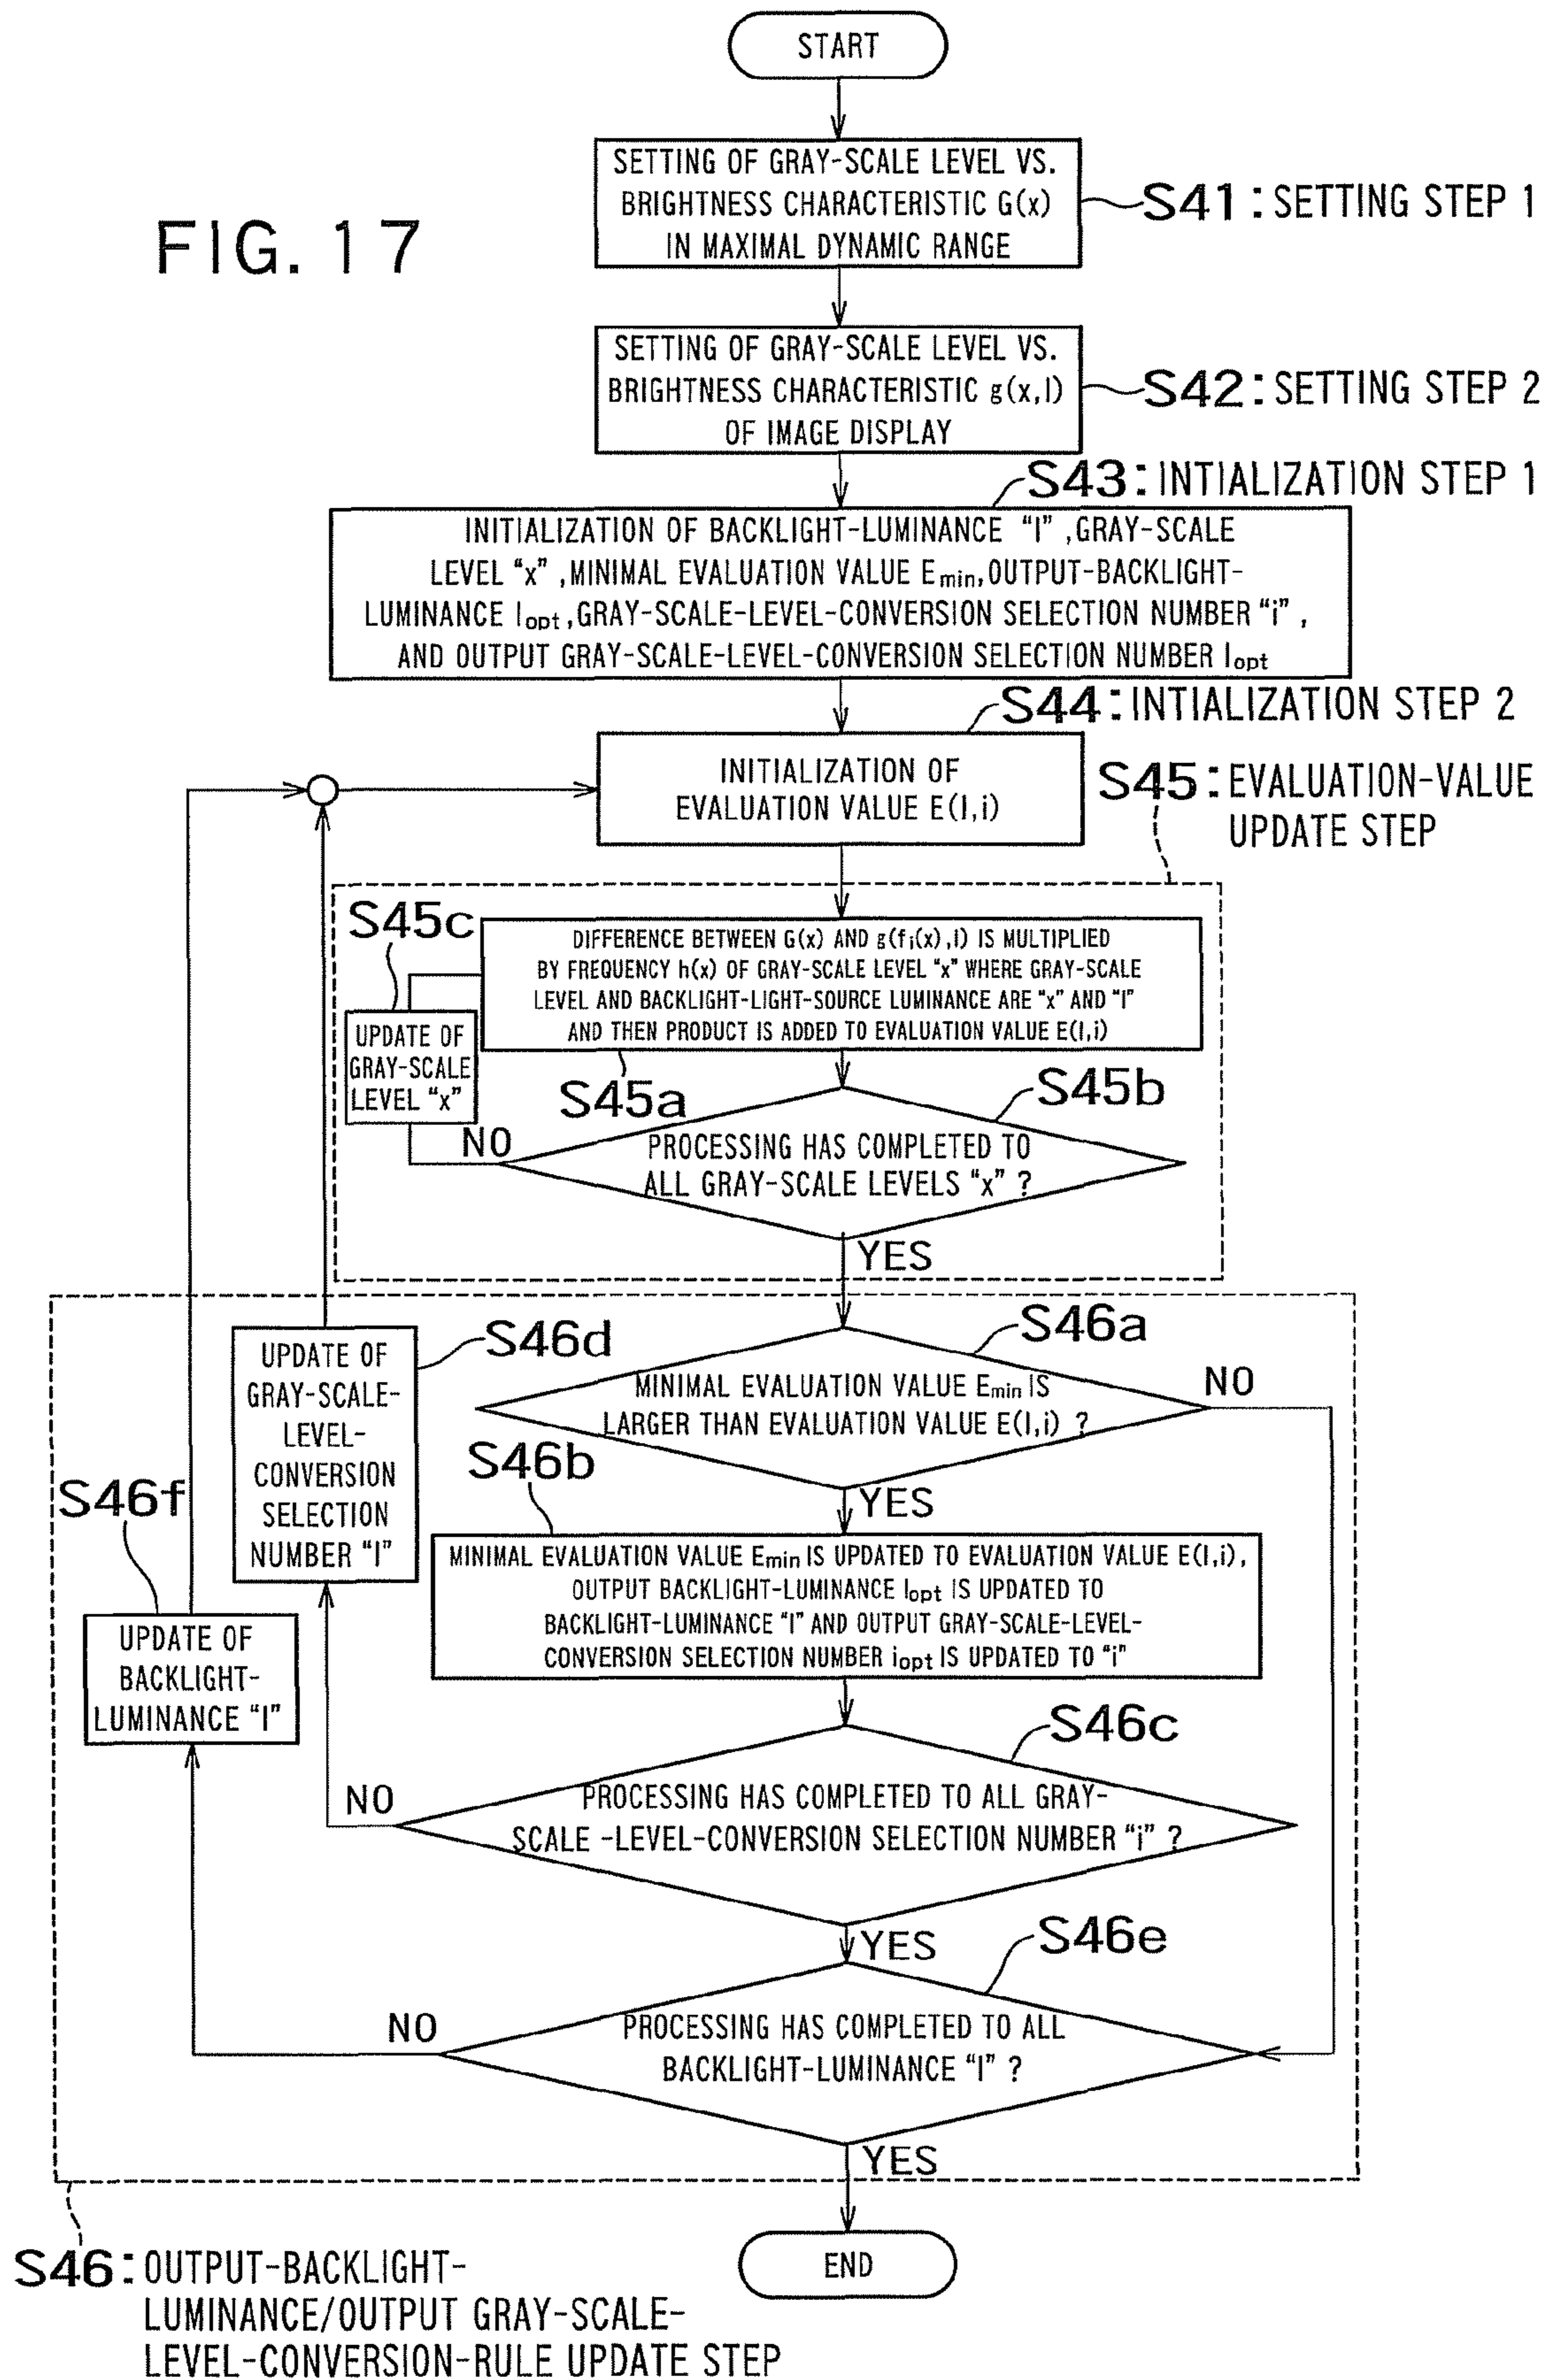 START
FIG. 17
SETTING OF GRAY-SCALE LEVEL VS.
BRIGHTNESS CHARACTERISTIC G(x)
IN MAXIMAL DYNAMIC RANGE
S41 : SETTING STEP 1
SETTING OF GRAY-SCALE LEVEL VS.
BRIGHTNESS CHARACTERISTIC g(x,I)
OF IMAGE DISPLAY
S42 : SETTING STEP 2
S43 : INTIALIZATION STEP 1
INITIALIZATION OF BACKLIGHT-LUMINANCE “I” ,GRAY-SCALE
LEVEL “x” ,MINIMAL EVALUATION VALUE Emin,OUTPUT-BACKLIGHT-
LUMINANCE Iopt ,GRAY-SCALE-LEVEL-CONVERSION SELECTION NUMBER “i” ,
AND OUTPUT GRAY-SCALE-LEVEL-CONVERSION SELECTION NUMBER Iopt
S44 : INTIALIZATION STEP 2
INITIALIZATION OF
EVALUATION VALUE E(I,i)
S45 : EVALUATION-VALUE
UPDATE STEP
S45c
DIFFERENCE BETWEEN G(x) AND g(fi(x),I) IS MULTIPLIED
BY FREQUENCY h(x) OF GRAY-SCALE LEVEL “x” WHERE GRAY-SCALE
LEVEL AND BACKLIGHT-LIGHT-SOURCE LUMINANCE ARE “x” AND “I”
AND THEN PRODUCT IS ADDED TO EVALUATION VALUE E(I,i)
UPDATE OF
GRAY-SCALE
LEVEL “x”
S45a
S45b
NO
PROCESSING HAS COMPLETED TO
ALL GRAY-SCALE LEVELS “x” ?
YES
S46a
MINIMAL EVALUATION VALUE Emin IS
LARGER THAN EVALUATION VALUE E(I,i) ?
NO
S46d
UPDATE OF
GRAY-SCALE-
LEVEL-
CONVERSION
SELECTION
NUMBER “I”
S46b
YES
S46f
MINIMAL EVALUATION VALUE Emin IS UPDATED TO EVALUATION VALUE E(I,i),
OUTPUT BACKLIGHT-LUMINANCE Iopt IS UPDATED TO
BACKLIGHT-LUMINANCE “I” AND OUTPUT GRAY-SCALE-LEVEL-
CONVERSION SELECTION NUMBER iopt IS UPDATED TO “i”
UPDATE OF
BACKLIGHT-
LUMINANCE “I”
S46c
NO
PROCESSING HAS COMPLETED TO ALL GRAY-
SCALE -LEVEL-CONVERSION SELECTION NUMBER “i” ?
YES
S46e
NO
PROCESSING HAS COMPLETED TO ALL
BACKLIGHT-LUMINANCE “I” ?
YES
END
S46 : OUTPUT-BACKLIGHT-
LUMINANCE/OUTPUT GRAY-SCALE-
LEVEL-CONVERSION-RULE UPDATE STEP